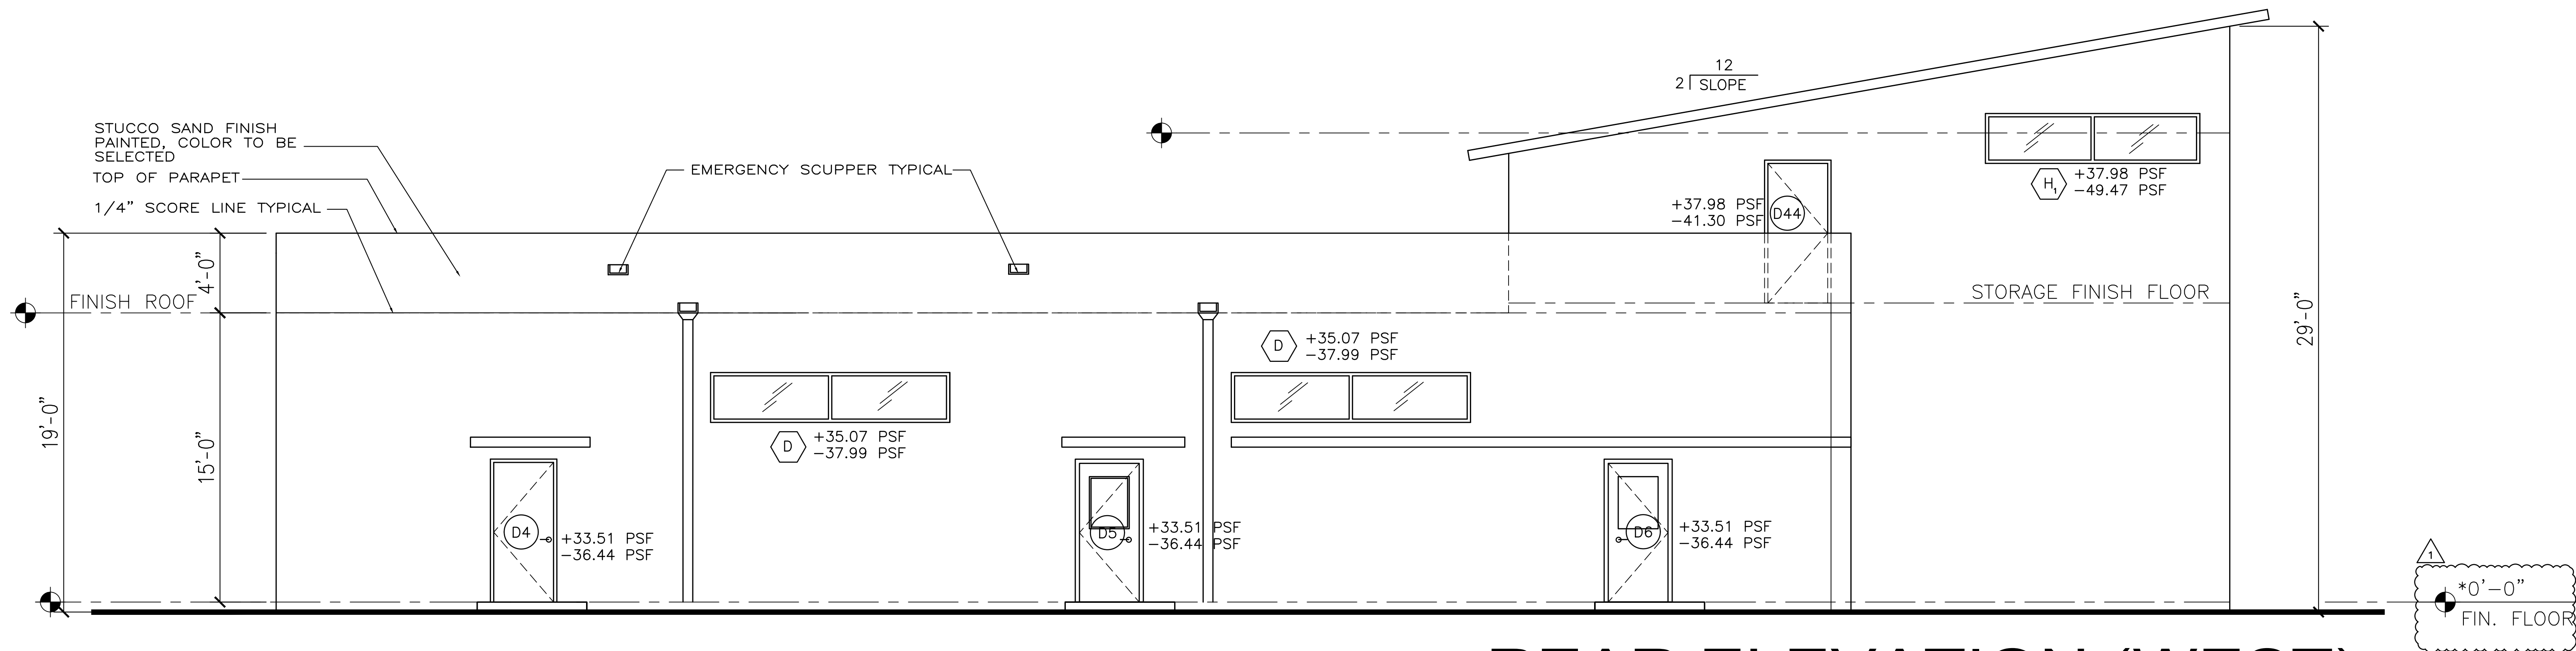 12
2 SLOPE
STUCCO SAND FINISH
PAINTED, COLOR TO BE
SELECTED
TOP OF PARAPET
1/4" SCORE LINE TYPICAL
EMERGENCY SCUPPER TYPICAL
+37.98 PSF
-49.47 PSF
H1
+37.98 PSF
-41.30 PSF
D44
4'-0"
FINISH ROOF
STORAGE FINISH FLOOR
29'-0"
D
+35.07 PSF
-37.99 PSF
19'-0"
15'-0"
D
+35.07 PSF
-37.99 PSF
D4
+33.51 PSF
-36.44 PSF
D5
+33.51 PSF
-36.44 PSF
D6
+33.51 PSF
-36.44 PSF
1
*0'-0"
FIN. FLOOR
REAR ELEVATION (WEST)